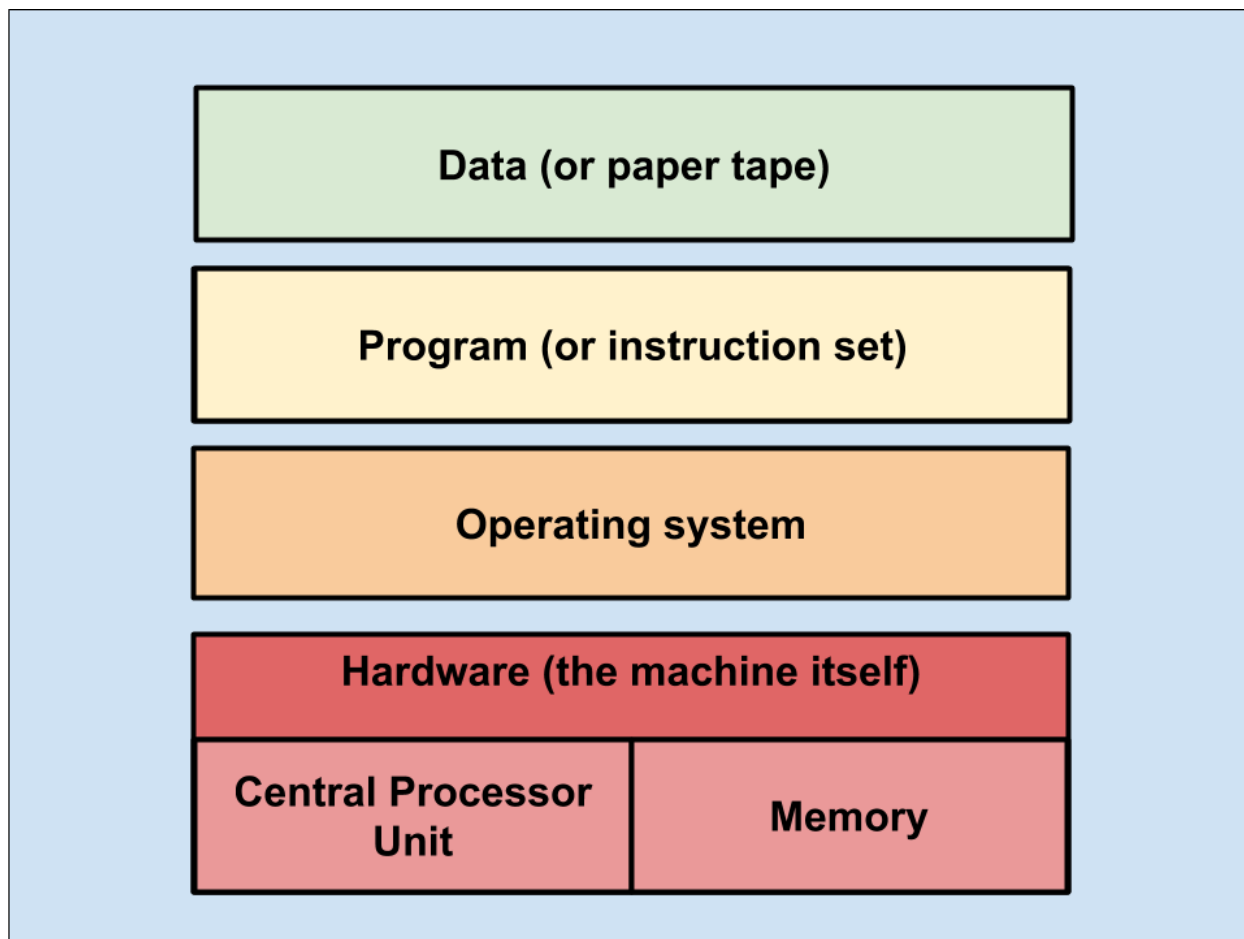 Data (or paper tape)
Program (or instruction set)
Operating system
Hardware (the machine itself)
Central Processor
Unit
Memory